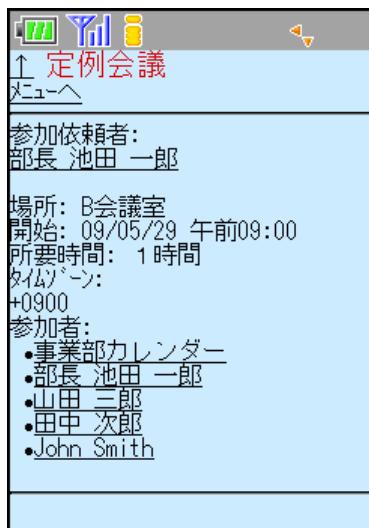 ↑ 定例会議
ﾒﾆｭｰへ
参加依頼者:
部長 池田 一郎
場所: B会議室
開始: 09/05/29 午前09:00
所要時間: 1時間
ﾀｲﾑｿﾞｰﾝ:
+0900
参加者:
•事業部カレンダー
•部長 池田 一郎
•山田 三郎
•田中 次郎
•John Smith